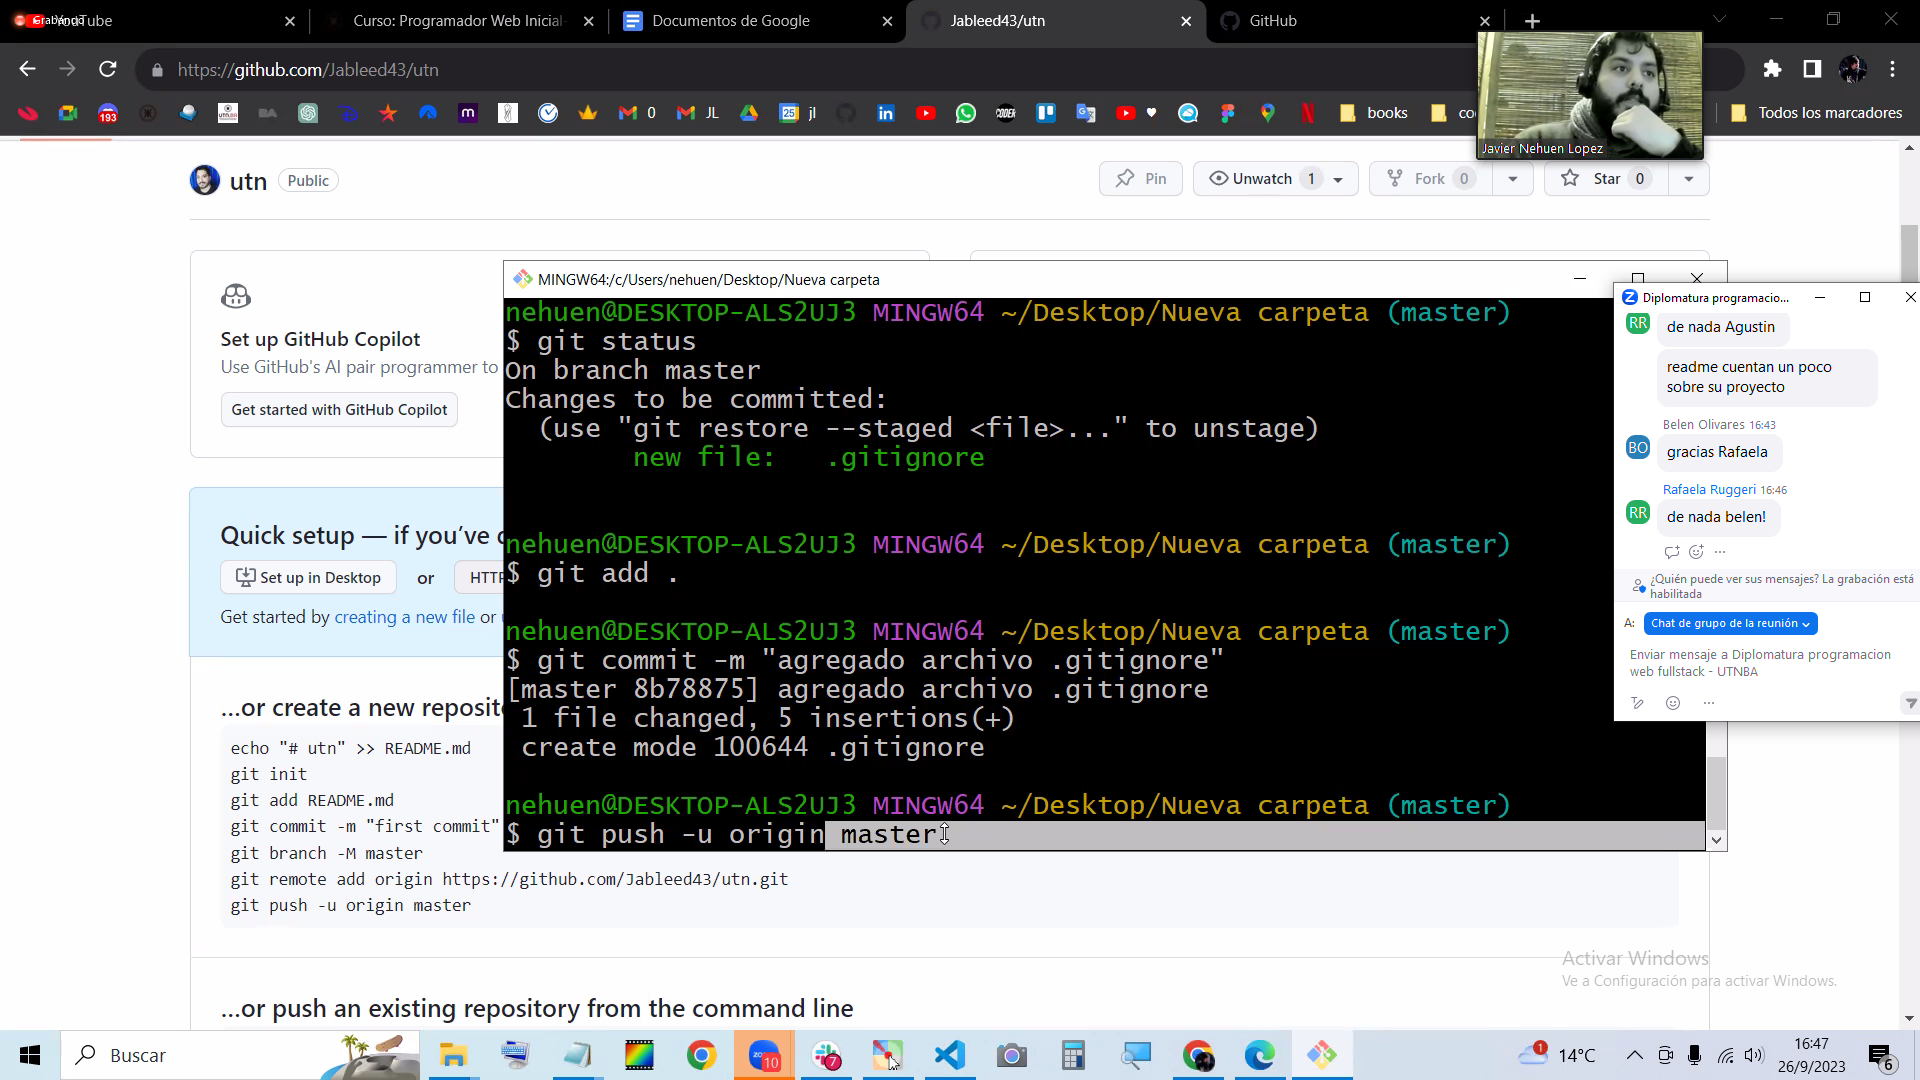 Grabando
YouTube
Curso: Programador Web Inicial
Documentos de Google
Jableed43/utn
GitHub
https://github.com/Jableed43/utn
193
0
JL
25
jl
CODER
books
Todos los marcadores
Javier Nehuen Lopez
utn
Public
Pin
Unwatch 1
Fork 0
Star 0
Set up GitHub Copilot
Use GitHub's AI pair programmer to
Get started with GitHub Copilot
Quick setup — if you've
Set up in Desktop
or
HTT
Get started by creating a new file or
...or create a new reposit
echo "# utn" >> README.md
git init
git add README.md
git commit -m "first commit"
git branch -M master
git remote add origin https://github.com/Jableed43/utn.git
git push -u origin master
...or push an existing repository from the command line
MINGW64:/c/Users/nehuen/Desktop/Nueva carpeta
nehuen@DESKTOP-ALS2UJ3 MINGW64 ~/Desktop/Nueva carpeta (master)
$ git status
On branch master
Changes to be committed:
(use "git restore --staged <file>..." to unstage)
new file: .gitignore
nehuen@DESKTOP-ALS2UJ3 MINGW64 ~/Desktop/Nueva carpeta (master)
$ git add .
nehuen@DESKTOP-ALS2UJ3 MINGW64 ~/Desktop/Nueva carpeta (master)
$ git commit -m "agregado archivo .gitignore"
[master 8b78875] agregado archivo .gitignore
1 file changed, 5 insertions(+)
create mode 100644 .gitignore
nehuen@DESKTOP-ALS2UJ3 MINGW64 ~/Desktop/Nueva carpeta (master)
$ git push -u origin master
Diplomatura programacio...
RR
de nada Agustin
readme cuentan un poco
sobre su proyecto
Belen Olivares 16:43
BO
gracias Rafaela
Rafaela Ruggeri 16:46
RR
de nada belen!
¿Quién puede ver sus mensajes? La grabación está
habilitada
A:
Chat de grupo de la reunión
Enviar mensaje a Diplomatura programacion
web fullstack - UTNBA
Activar Windows
Ve a Configuración para activar Windows.
Buscar
10
7
1
14°C
16:47
26/9/2023
6